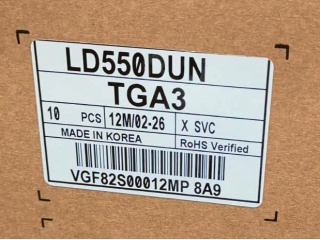 LD550DUN
TGA3
10 PCS 12M/02-26 X SVC
MADE IN KOREA RoHS Verified
VGF82S00012MP 8A9